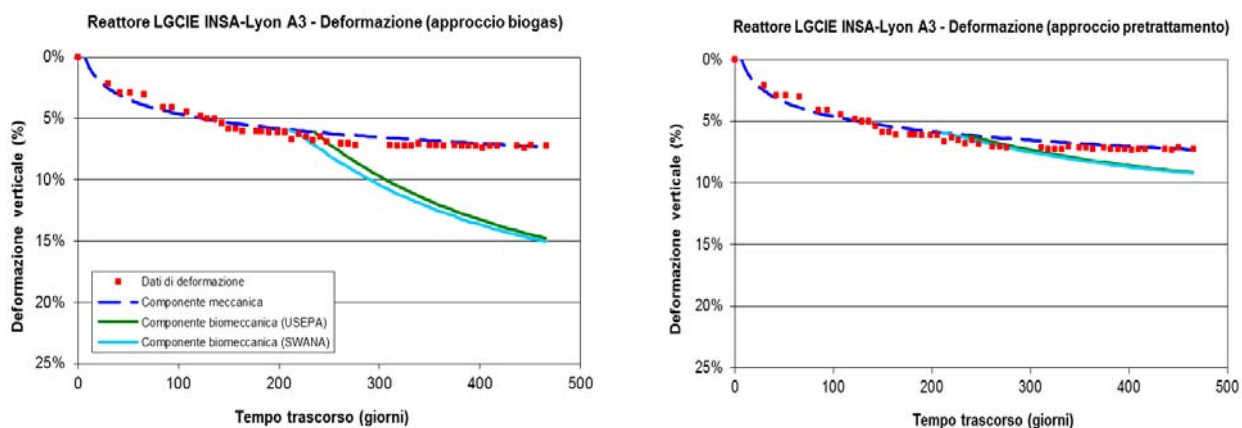 Reattore LGCIE INSA-Lyon A3 - Deformazione (approccio biogas)
0%
5%
10%
15%
20%
25%
Deformazione verticale (%)
Dati di deformazione
Componente meccanica
Componente biomeccanica (USEPA)
Componente biomeccanica (SWANA)
0 100 200 300 400 500
Tempo trascorso (giorni)
Reattore LGCIE INSA-Lyon A3 - Deformazione (approccio pretrattamento)
0%
5%
10%
15%
20%
25%
Deformazione verticale (%)
0 100 200 300 400 500
Tempo trascorso (giorni)